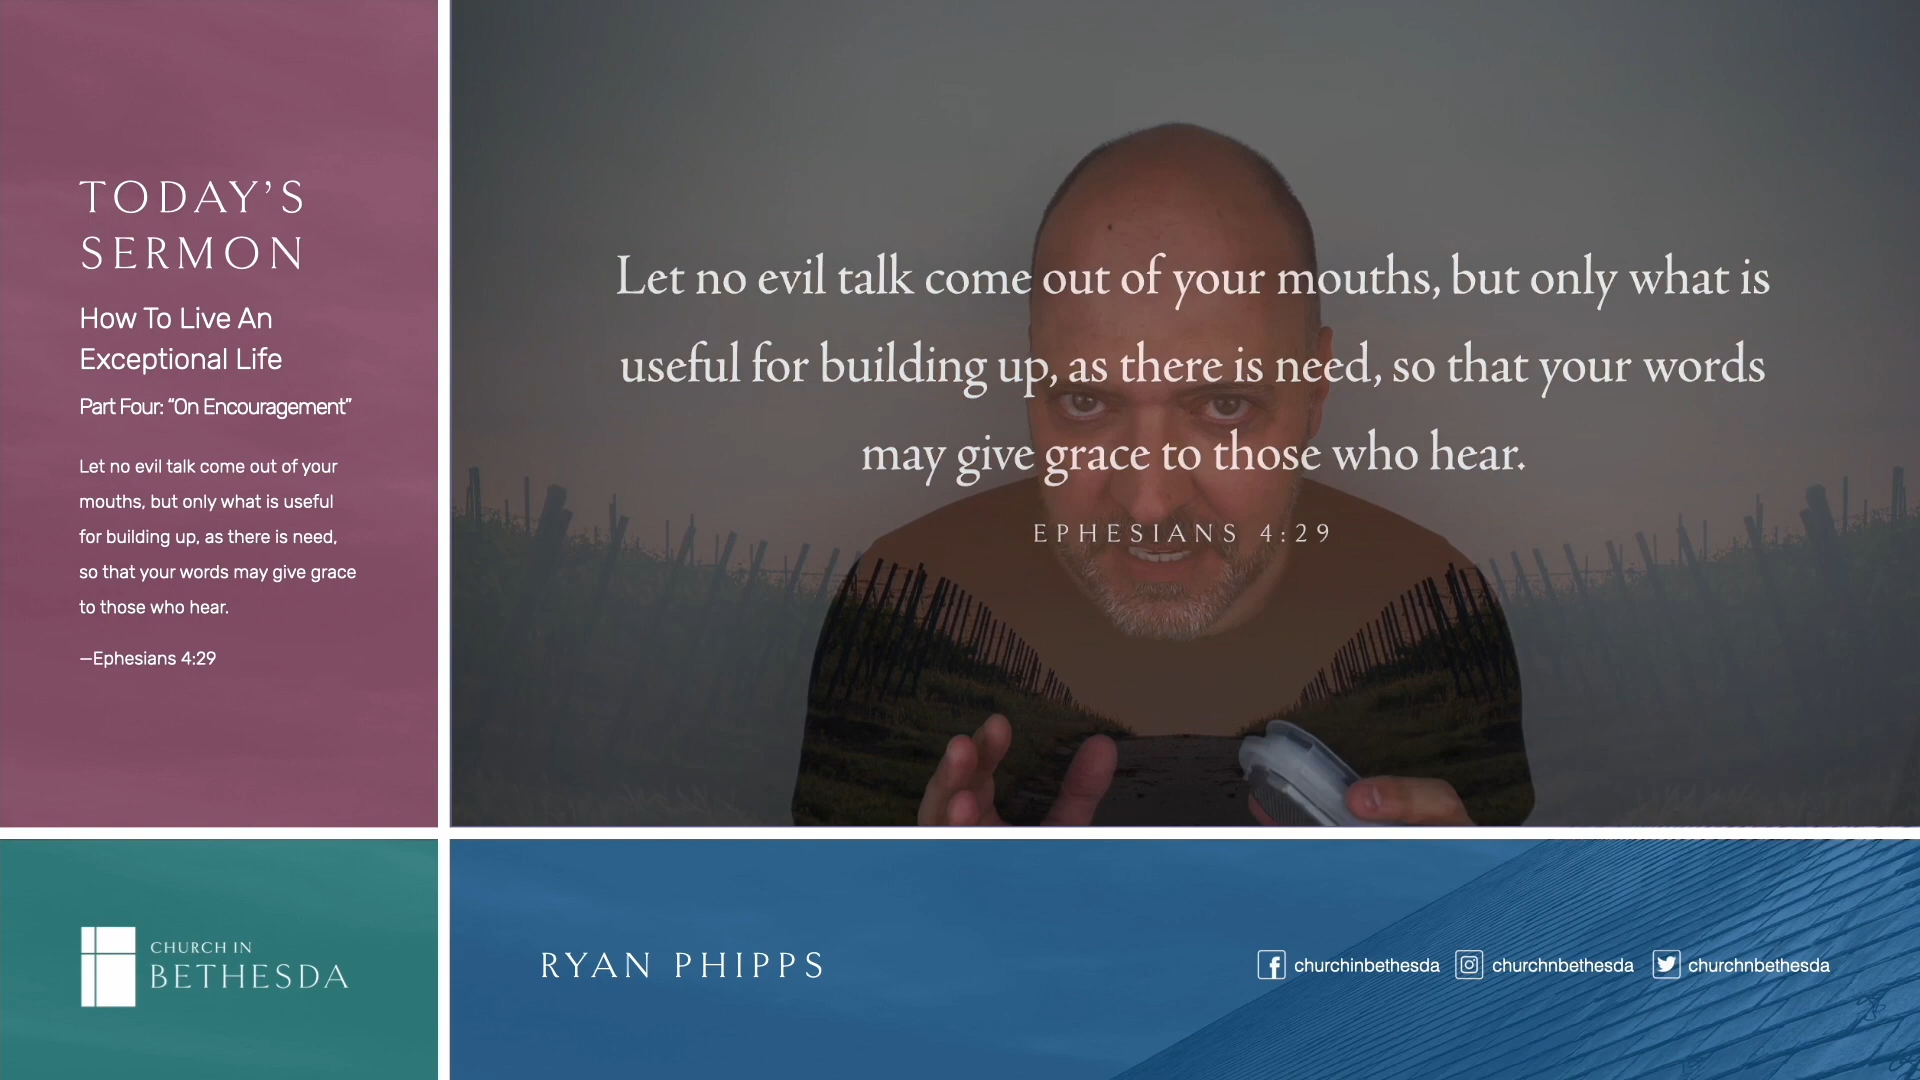 TODAY’S
SERMON
How To Live An
Exceptional Life
Part Four: “On Encouragement”
Let no evil talk come out of your
mouths, but only what is useful
for building up, as there is need,
so that your words may give grace
to those who hear.
—Ephesians 4:29
Let no evil talk come out of your mouths, but only what is
useful for building up, as there is need, so that your words
may give grace to those who hear.
EPHESIANS 4:29
CHURCH IN
BETHESDA
RYAN PHIPPS
churchinbethesda churchnbethesda churchnbethesda